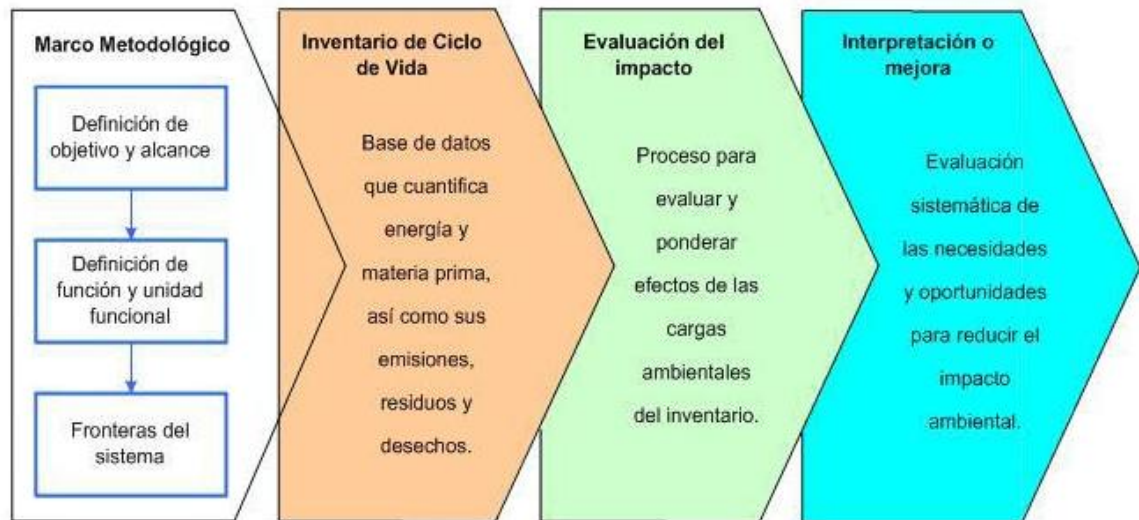 Marco Metodológico
Definición de
objetivo y alcance
Definición de
función y unidad
funcional
Fronteras del
sistema
Inventario de Ciclo
de Vida
Base de datos
que cuantifica
energía y
materia prima,
así como sus
emisiones,
residuos y
desechos.
Evaluación del
impacto
Proceso para
evaluar y
ponderar
efectos de las
cargas
ambientales
del inventario.
Interpretación o
mejora
Evaluación
sistemática de
las necesidades
y oportunidades
para reducir el
impacto
ambiental.